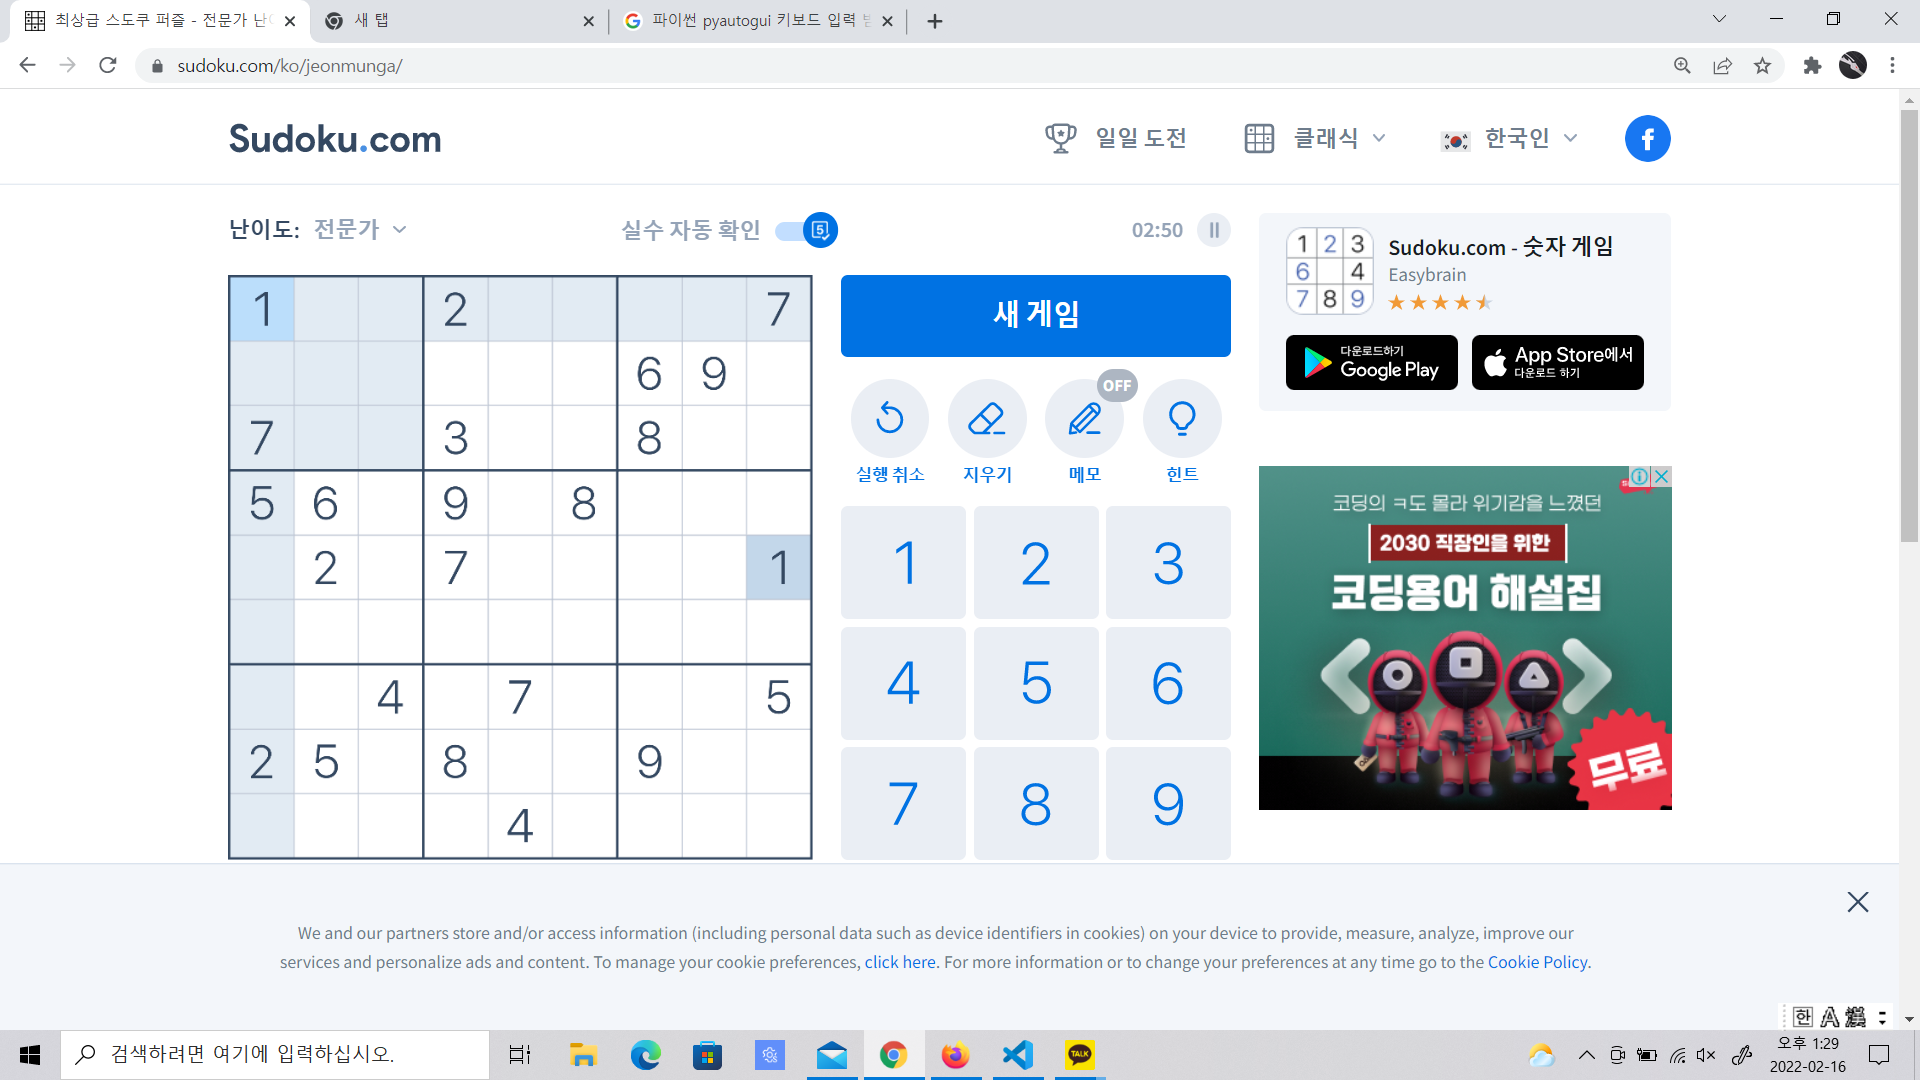 최상급 스도쿠 퍼즐 - 전문가 난
새 탭
파이썬 pyautogui 키보드 입력
sudoku.com/ko/jeonmunga/
Sudoku.com
일일 도전
클래식
한국인
난이도: 전문가
실수 자동 확인
02:50
1 2 7
6 9
7 3 8
5 6 9 8
2 7 1
4 7 5
2 5 8 9
4
새 게임
OFF
실행 취소
지우기
메모
힌트
1 2 3
4 5 6
7 8 9
1 2 3
6 4
7 8 9
Sudoku.com - 숫자 게임
Easybrain
다운로드하기
Google Play
App Store에서
다운로드 하기
코딩의 ㅋ도 몰라 위기감을 느꼈던
2030 직장인을 위한
코딩용어 해설집
무료
We and our partners store and/or access information (including personal data such as device identifiers in cookies) on your device to provide, measure, analyze, improve our
services and personalize ads and content. To manage your cookie preferences, click here. For more information or to change your preferences at any time go to the Cookie Policy.
한 A 漢
검색하려면 여기에 입력하십시오.
TALK
오후 1:29
2022-02-16